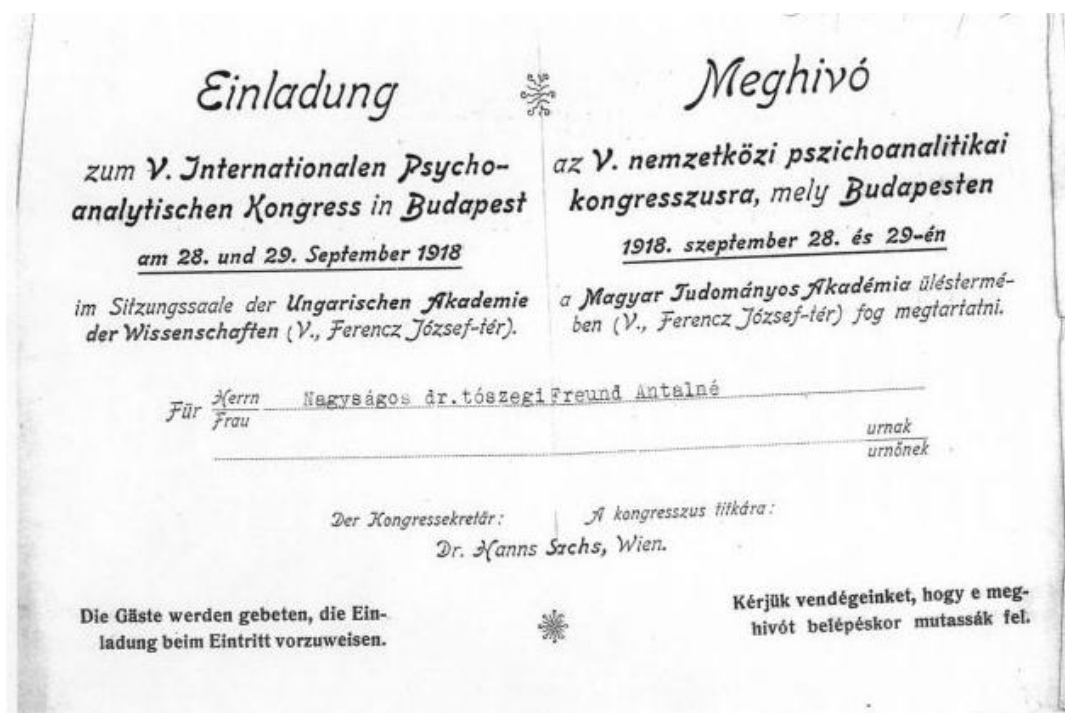 Einladung
zum V. Internationalen Psycho-
analytischen Kongress in Budapest
am 28. und 29. September 1918
im Sitzungssaale der Ungarischen Akademie
der Wissenschaften (V., Ferencz József-tér).
Meghivó
az V. nemzetközi pszichoanalitikai
kongresszusra, mely Budapesten
1918. szeptember 28. és 29-én
a Magyar Tudományos Akadémia üléstermé-
ben (V., Ferencz József-tér) fog megtartatni.
Für Herrn
Frau
Nagyságos dr.tószegi Freund Antalné
urnak
urnőnek
Der Kongressekretär:
A kongresszus titkára:
Dr. Hanns Sachs, Wien.
Die Gäste werden gebeten, die Ein-
ladung beim Eintritt vorzuweisen.
Kérjük vendégeinket, hogy e meg-
hivót belépéskor mutassák fel.